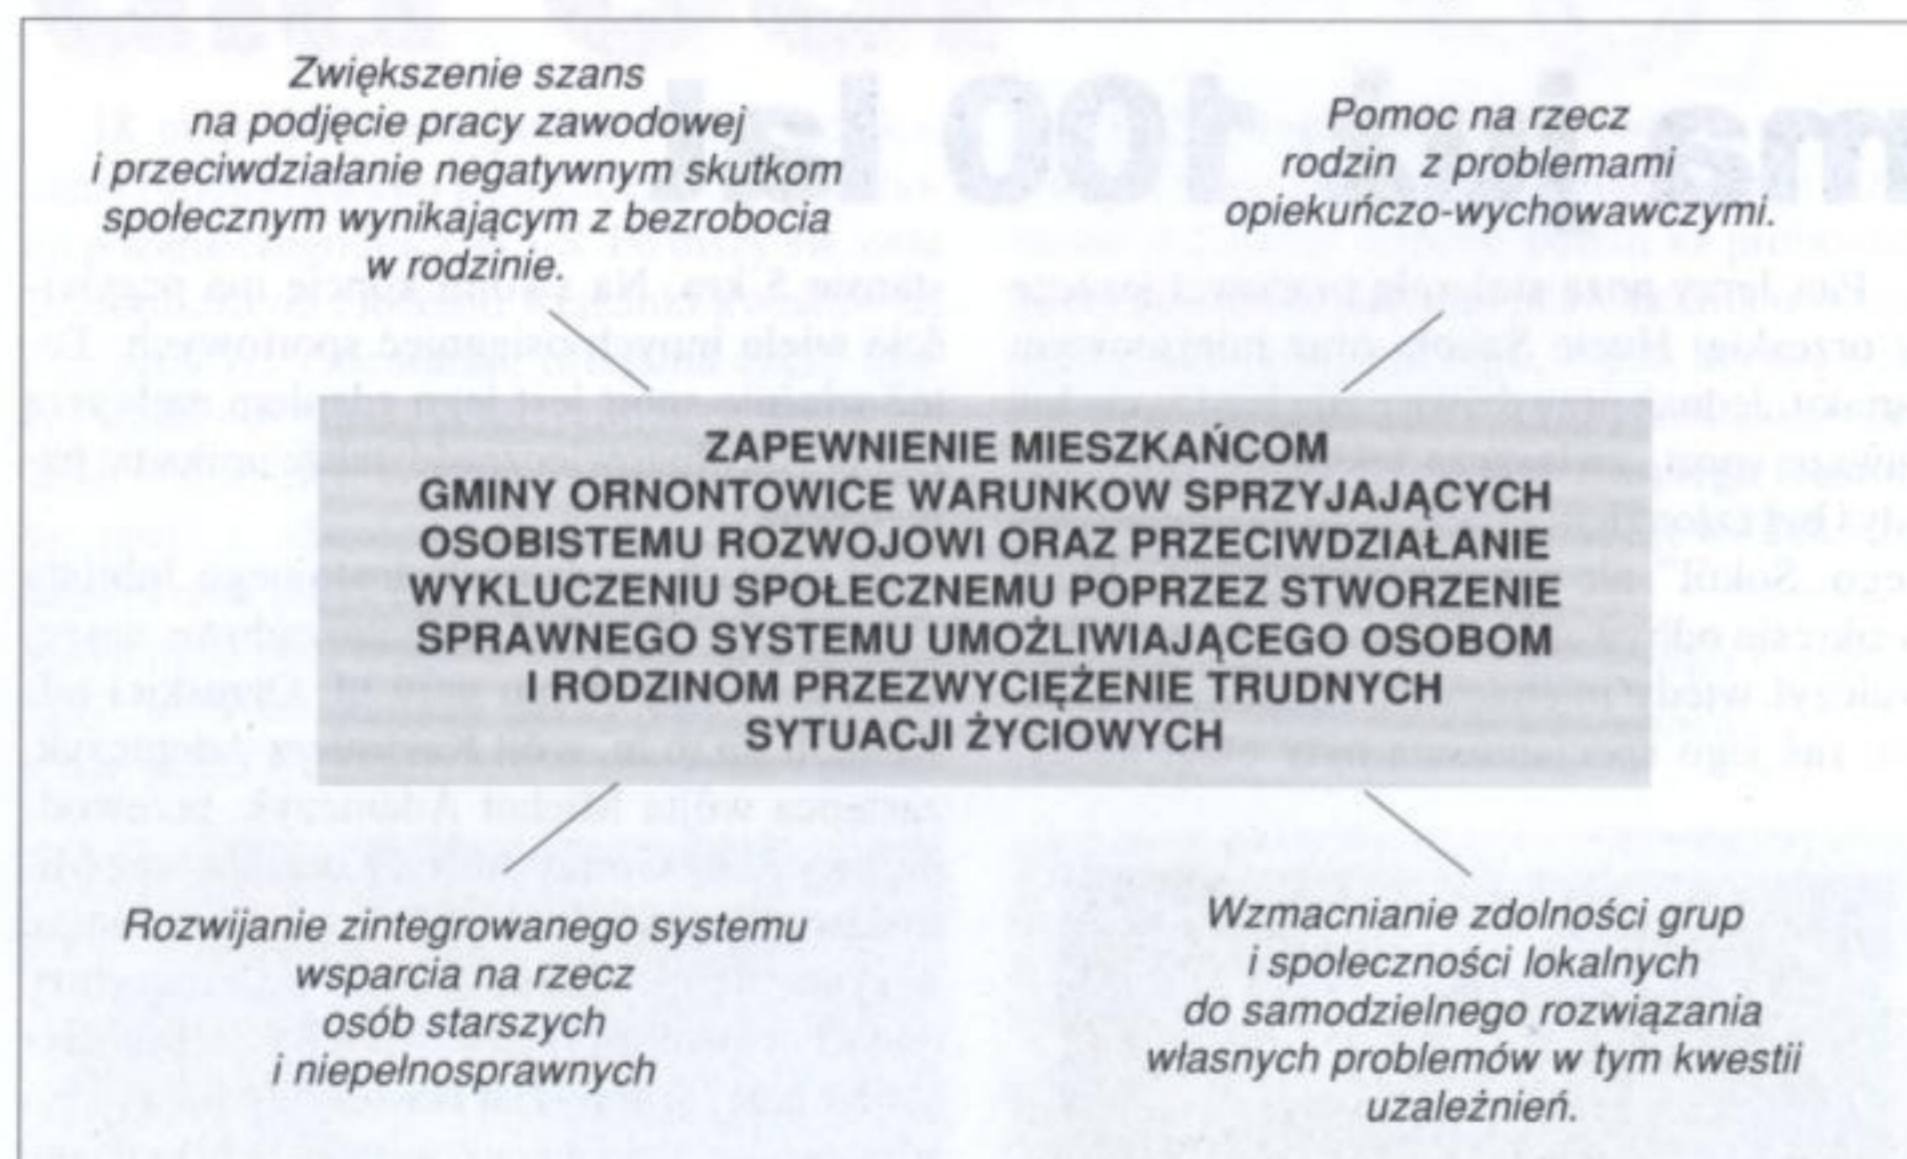 Zwiększenie szans
na podjęcie pracy zawodowej
i przeciwdziałanie negatywnym skutkom
społecznym wynikającym z bezrobocia
w rodzinie.
Pomoc na rzecz
rodzin z problemami
opiekuńczo-wychowawczymi.
ZAPEWNIENIE MIESZKAŃCOM
GMINY ORNONTOWICE WARUNKOW SPRZYJAJĄCYCH
OSOBISTEMU ROZWOJOWI ORAZ PRZECIWDZIAŁANIE
WYKLUCZENIU SPOŁECZNEMU POPRZEZ STWORZENIE
SPRAWNEGO SYSTEMU UMOŻLIWIAJĄCEGO OSOBOM
I RODZINOM PRZEZWYCIĘŻENIE TRUDNYCH
SYTUACJI ŻYCIOWYCH
Rozwijanie zintegrowanego systemu
wsparcia na rzecz
osób starszych
i niepełnosprawnych
Wzmacnianie zdolności grup
i społeczności lokalnych
do samodzielnego rozwiązania
własnych problemów w tym kwestii
uzależnień.